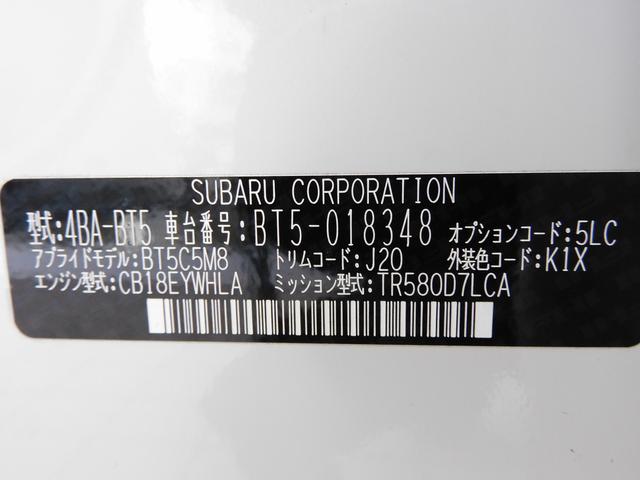 SUBARU CORPORATION
型式:4BA-BT5 車台番号:BT5-018348 オプションコード:5LC
アプライドモデル:BT5C5M8 トリムコード:J20 外装色コード:K1X
エンジン型式:CB18EYWHLA ミッション型式:TR580D7LCA